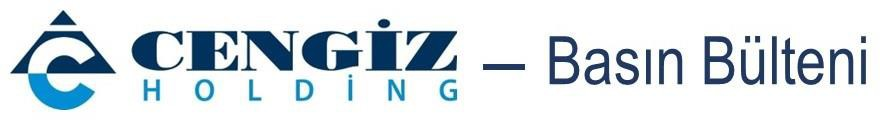 CENGİZ — Basın Bülteni
HOLDİNG